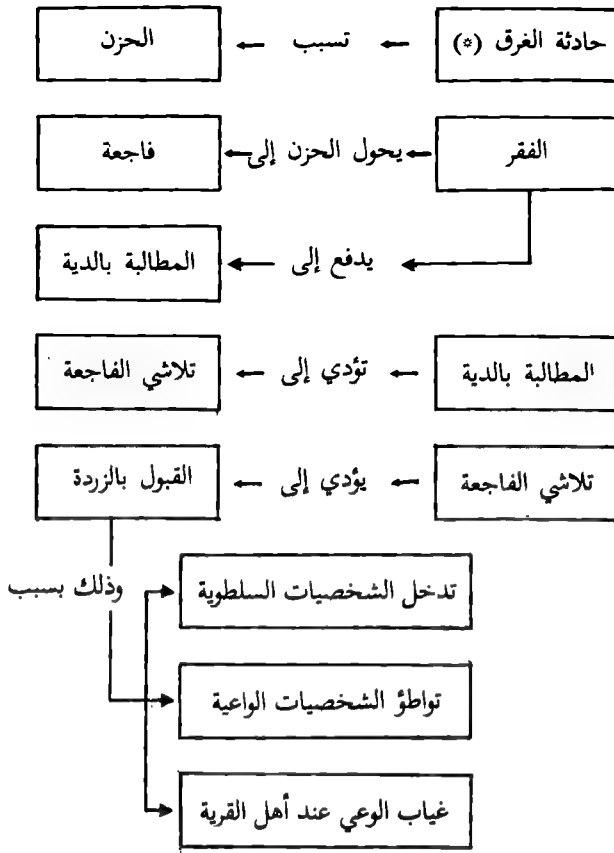 حادثة الغرق (*) تسبب الحزن
الفقر يحول الحزن إلى فاجعة
يدفع إلى المطالبة بالدية
المطالبة بالدية تؤدي إلى تلاشي الفاجعة
تلاشي الفاجعة يؤدي إلى القبول بالزردة
وذلك بسبب
تدخل الشخصيات السلطوية
تواطؤ الشخصيات الواعية
غياب الوعي عند أهل القرية